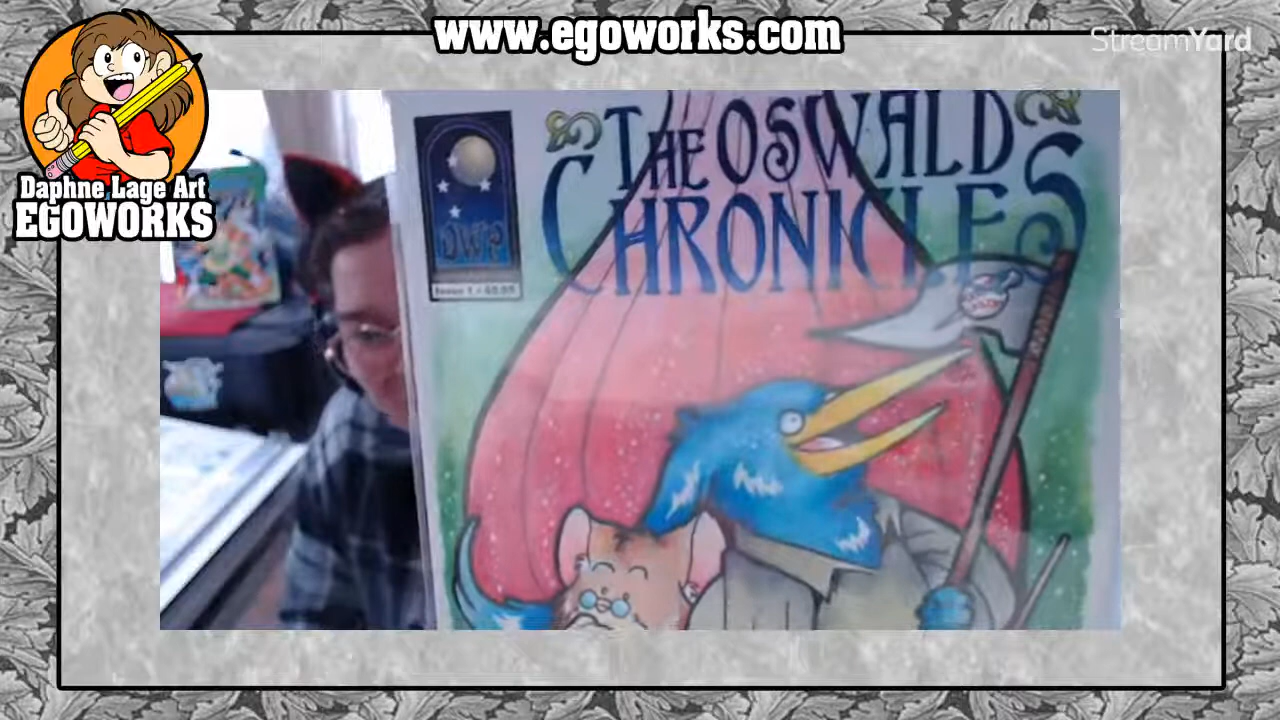 www.egoworks.com
StreamYard
Daphne Lage Art
EGOWORKS
THE OSWALD
CHRONICLES
OWP